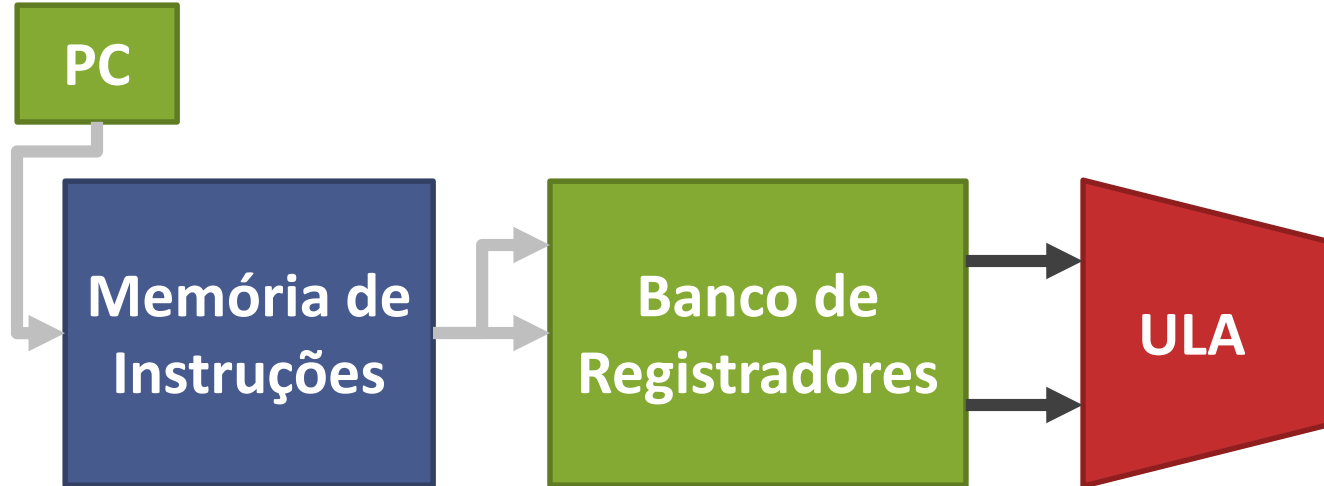 PC
Memória de
Instruções
Banco de
Registradores
ULA